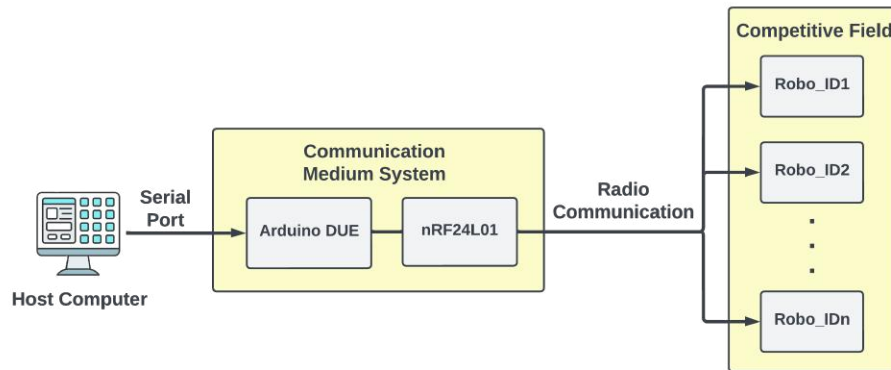 Competitive Field
Robo_ID1
Communication
Medium System
Robo_ID2
Serial
Port
Radio
Communication
Arduino DUE
nRF24L01
Host Computer
Robo_IDn